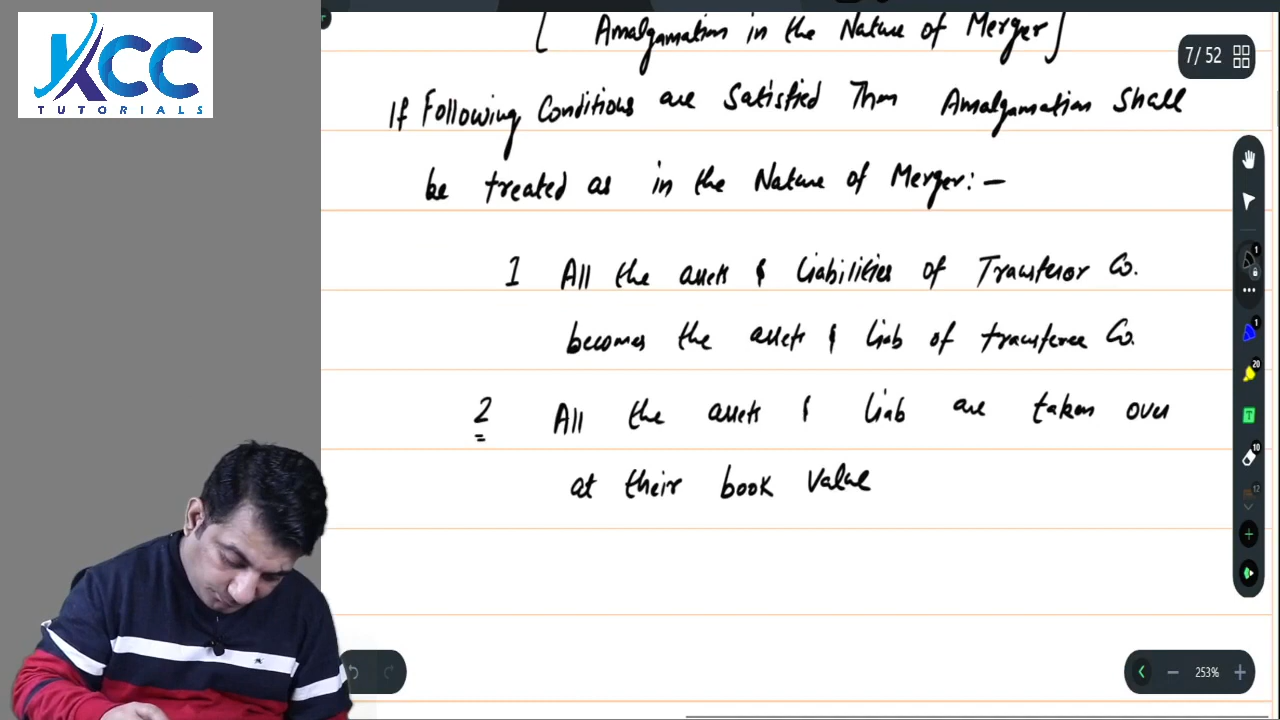 KCC
TUTORIALS
[ Amalgamation in the Nature of Merger]
7/ 52
If Following Conditions are Satisfied Then Amalgamation Shall
be treated as in the Nature of Merger: —
1 All the assets & Liabilities of Transferor Co.
becomes the assets & Liab of transferee Co.
2 All the assets & Liab are taken over
at their book Value
253%